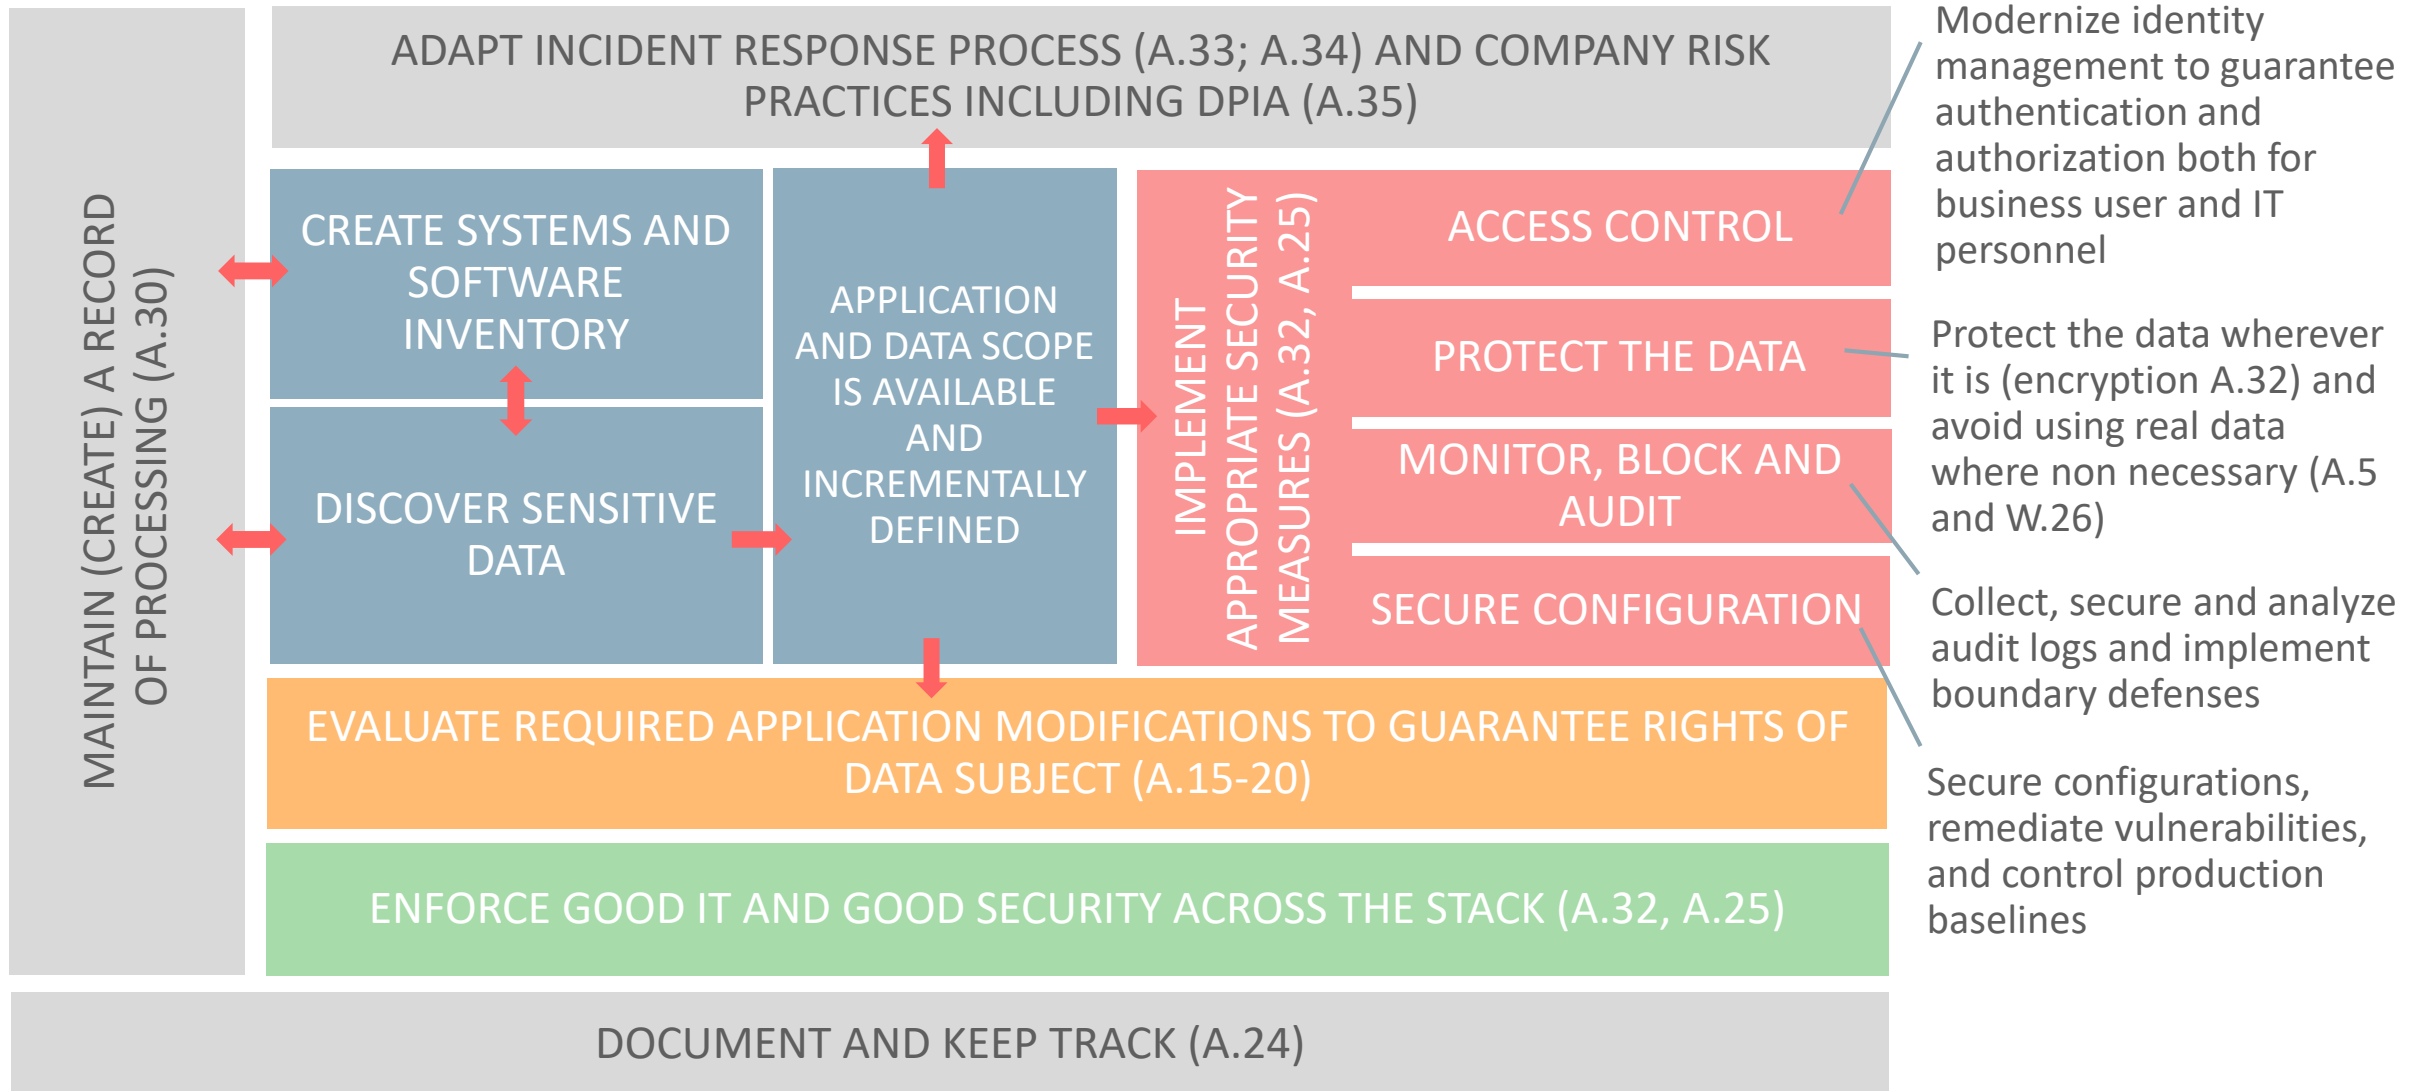 MAINTAIN (CREATE) A RECORD
OF PROCESSING (A.30)
ADAPT INCIDENT RESPONSE PROCESS (A.33; A.34) AND COMPANY RISK
PRACTICES INCLUDING DPIA (A.35)
CREATE SYSTEMS AND
SOFTWARE
INVENTORY
DISCOVER SENSITIVE
DATA
APPLICATION
AND DATA SCOPE
IS AVAILABLE
AND
INCREMENTALLY
DEFINED
IMPLEMENT
APPROPRIATE SECURITY
MEASURES (A.32, A.25)
ACCESS CONTROL
PROTECT THE DATA
MONITOR, BLOCK AND
AUDIT
SECURE CONFIGURATION
EVALUATE REQUIRED APPLICATION MODIFICATIONS TO GUARANTEE RIGHTS OF
DATA SUBJECT (A.15-20)
ENFORCE GOOD IT AND GOOD SECURITY ACROSS THE STACK (A.32, A.25)
DOCUMENT AND KEEP TRACK (A.24)
Modernize identity
management to guarantee
authentication and
authorization both for
business user and IT
personnel
Protect the data wherever
it is (encryption A.32) and
avoid using real data
where non necessary (A.5
and W.26)
Collect, secure and analyze
audit logs and implement
boundary defenses
Secure configurations,
remediate vulnerabilities,
and control production
baselines